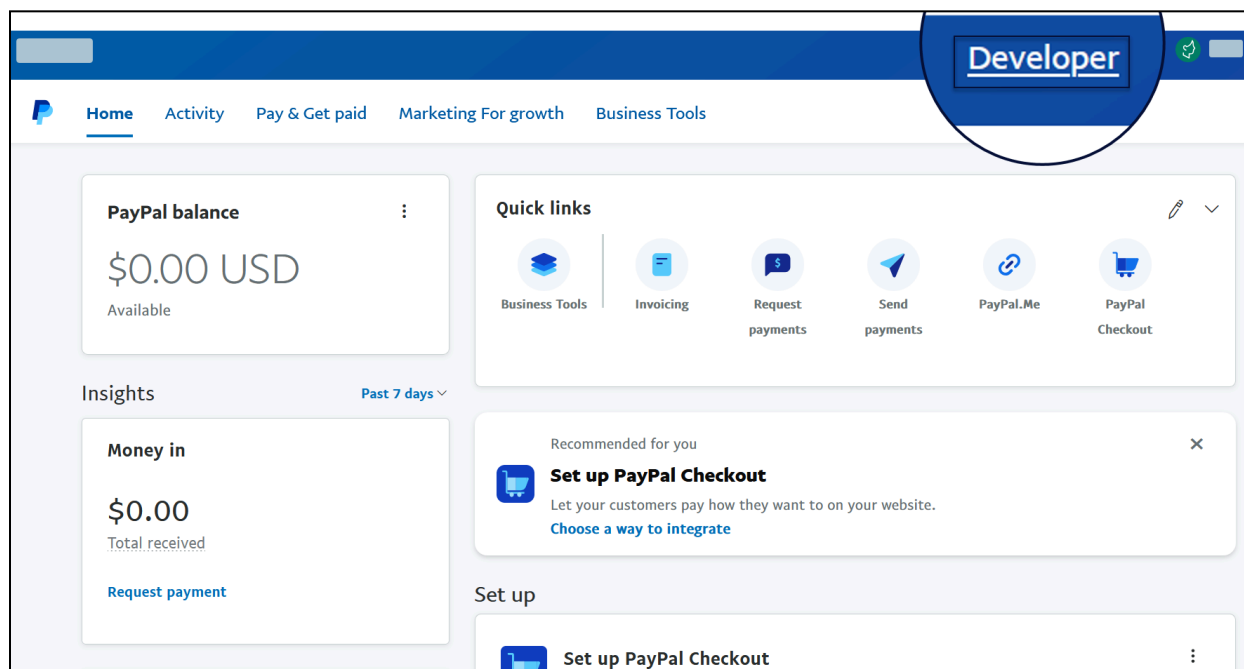 Developer
Home Activity Pay & Get paid Marketing For growth Business Tools
PayPal balance
$0.00 USD
Available
Quick links
Business Tools
Invoicing
Request
payments
Send
payments
PayPal.Me
PayPal
Checkout
Insights
Past 7 days
Money in
$0.00
Total received
Request payment
Recommended for you
Set up PayPal Checkout
Let your customers pay how they want to on your website.
Choose a way to integrate
Set up
Set up PayPal Checkout